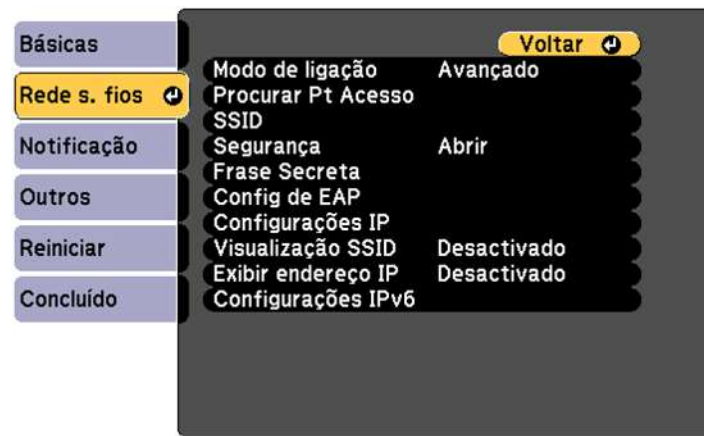 Básicas
Rede s. fios
Notificação
Outros
Reiniciar
Concluído
Voltar
Modo de ligação Avançado
Procurar Pt Acesso
SSID
Segurança Abrir
Frase Secreta
Config de EAP
Configurações IP
Visualização SSID Desactivado
Exibir endereço IP Desactivado
Configurações IPv6